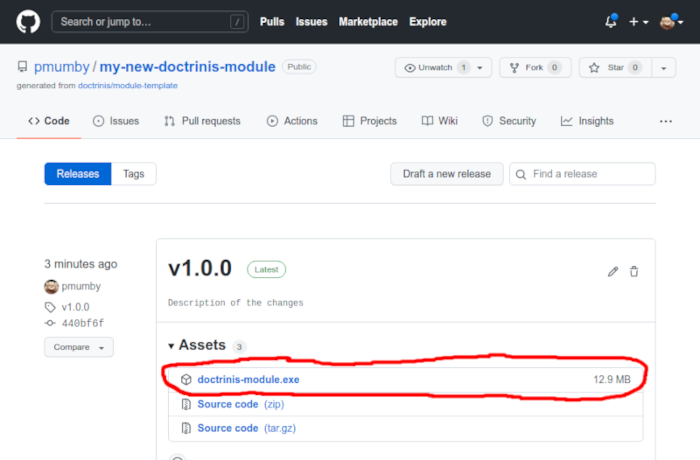 Search or jump to... / Pulls Issues Marketplace Explore
pmumby / my-new-doctrinis-module Public Unwatch 1 Fork 0 Star 0
generated from doctrinis/module-template
Code Issues Pull requests Actions Projects Wiki Security Insights ...
Releases Tags Draft a new release Find a release
3 minutes ago
pmumby
v1.0.0
440bf6f
Compare
v1.0.0 Latest
Description of the changes
Assets 3
doctrinis-module.exe 12.9 MB
Source code (zip)
Source code (tar.gz)